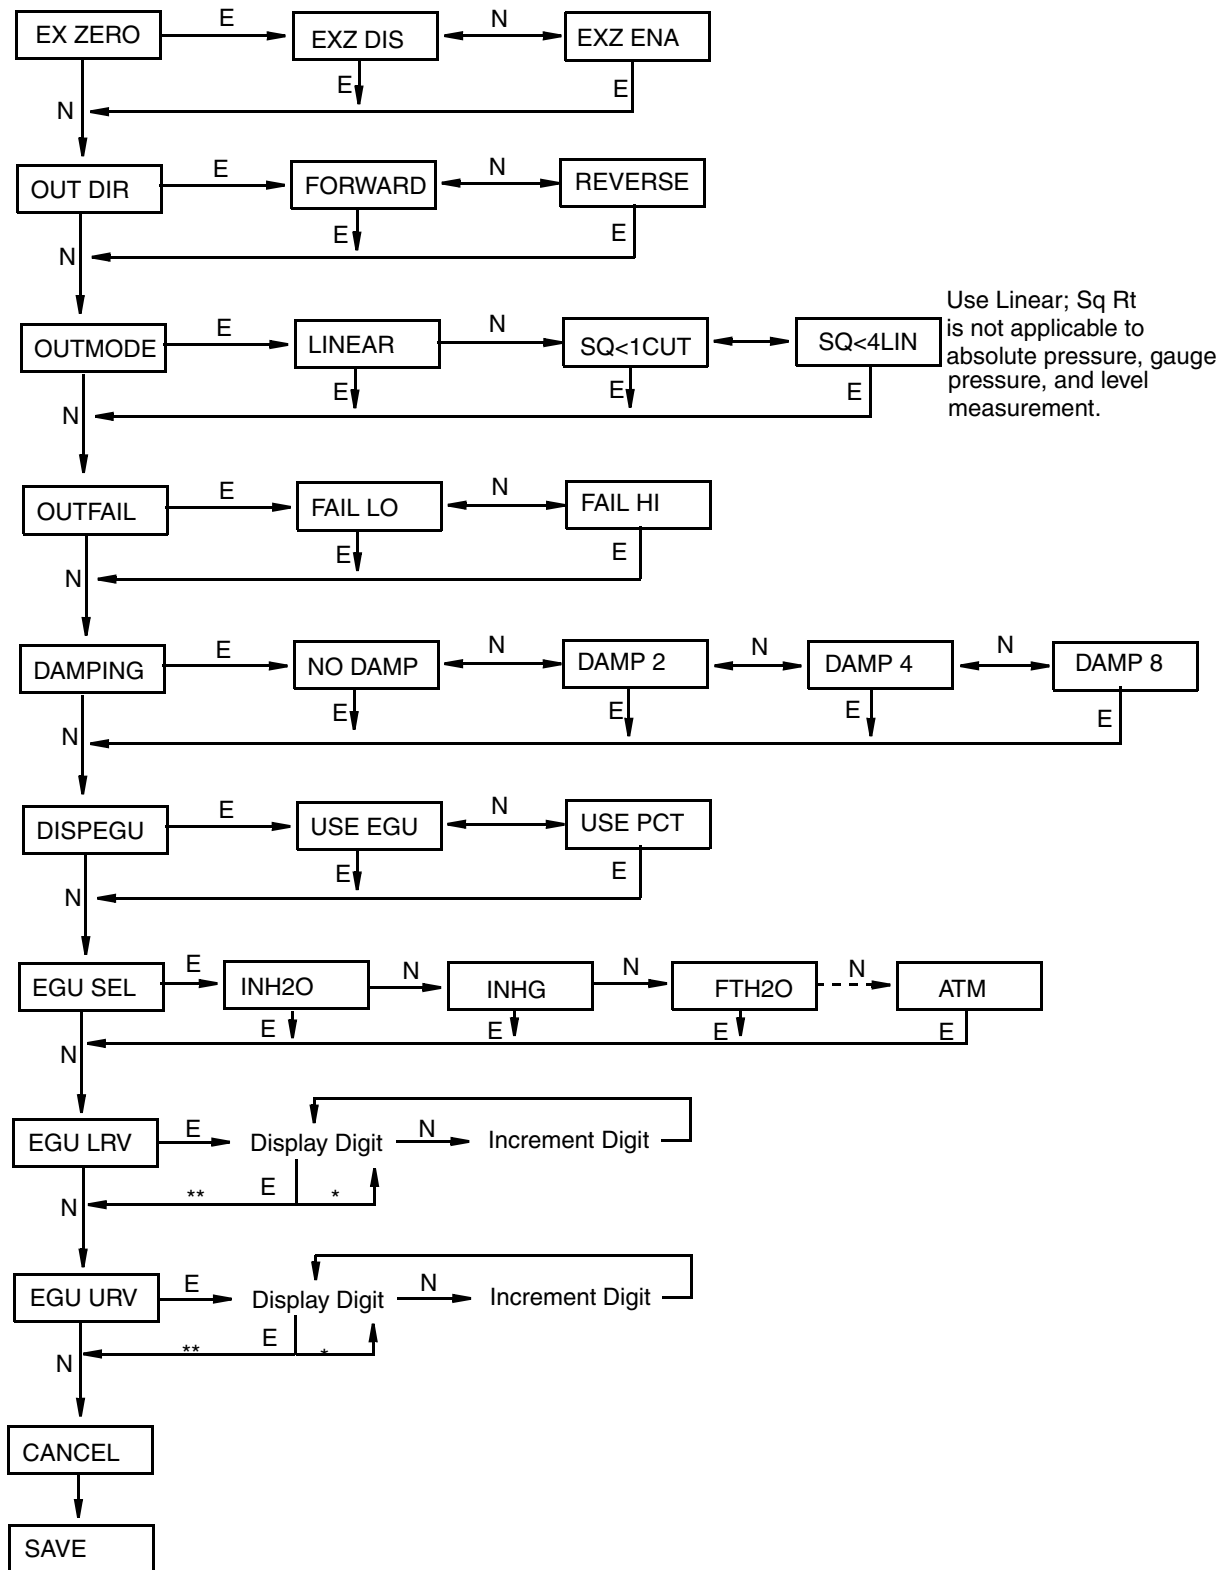 EX ZERO
E
EXZ DIS
N
EXZ ENA
E
E
N
OUT DIR
E
FORWARD
N
REVERSE
E
E
N
OUTMODE
E
LINEAR
N
SQ<1CUT
SQ<4LIN
Use Linear; Sq Rt
is not applicable to
absolute pressure, gauge
pressure, and level
measurement.
E
E
E
N
OUTFAIL
E
FAIL LO
N
FAIL HI
E
E
N
DAMPING
E
NO DAMP
N
DAMP 2
N
DAMP 4
N
DAMP 8
E
E
E
E
N
DISPEGU
E
USE EGU
N
USE PCT
E
E
N
EGU SEL
E
INH2O
N
INHG
N
FTH2O
N
ATM
E
E
E
E
N
EGU LRV
E
Display Digit
N
Increment Digit
N
**
E
*
EGU URV
E
Display Digit
N
Increment Digit
N
**
E
*
CANCEL
SAVE